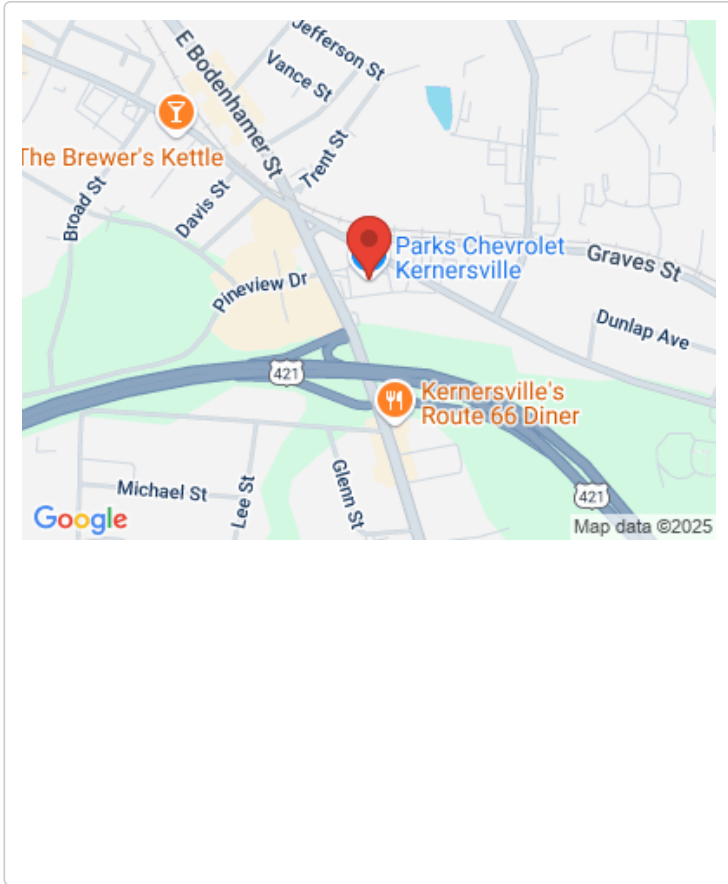 Jefferson St
E Bodenhamer St
Vance St
The Brewer's Kettle
Trent St
Broad St
Davis St
Parks Chevrolet
Kernersville
Graves St
Pineview Dr
Dunlap Ave
421
Kernersville's
Route 66 Diner
Glenn St
Michael St
Lee St
421
Google
Map data ©2025